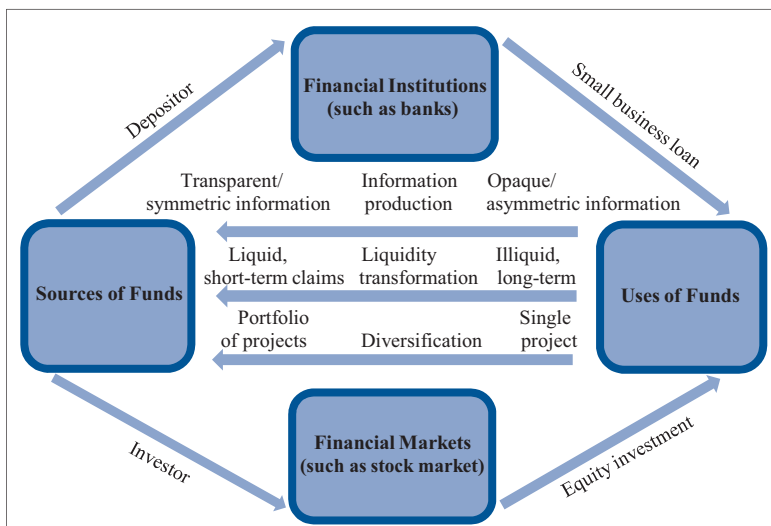 Financial Institutions
(such as banks)
Depositor
Small business loan
Transparent/
symmetric information
Information
production
Opaque/
asymmetric information
Liquid,
short-term claims
Liquidity
transformation
Illiquid,
long-term
Sources of Funds
Uses of Funds
Portfolio
of projects
Diversification
Single
project
Financial Markets
(such as stock market)
Investor
Equity investment